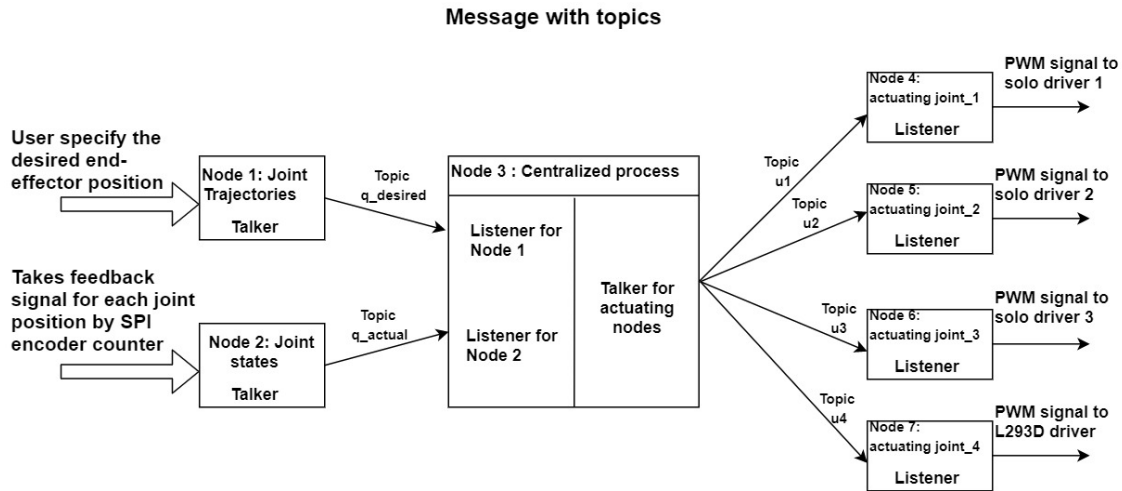 Message with topics
User specify the
desired end-
effector position
Node 1: Joint
Trajectories
Talker
Topic
q_desired
Takes feedback
signal for each joint
position by SPI
encoder counter
Node 2: Joint
states
Talker
Topic
q_actual
Node 3 : Centralized process
Listener for
Node 1
Listener for
Node 2
Talker for
actuating
nodes
Topic
u1
Topic
u2
Topic
u3
Topic
u4
Node 4:
actuating joint_1
Listener
PWM signal to
solo driver 1
Node 5:
actuating joint_2
Listener
PWM signal to
solo driver 2
Node 6:
actuating joint_3
Listener
PWM signal to
solo driver 3
Node 7:
actuating joint_4
Listener
PWM signal to
L293D driver